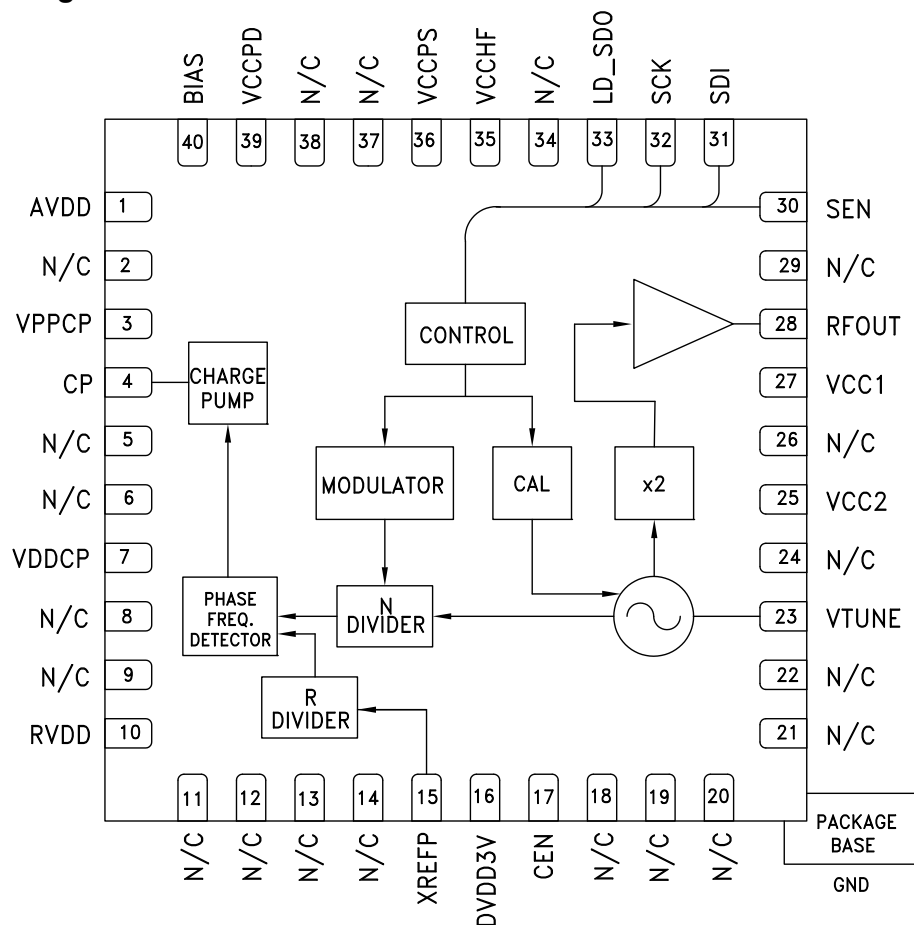 BIAS
VCCPD
N/C
N/C
VCCPS
VCCHF
N/C
LD_SDO
SCK
SDI
40
39
38
37
36
35
34
33
32
31
AVDD
1
N/C
2
VPPCP
3
CP
4
N/C
5
N/C
6
VDDCP
7
N/C
8
N/C
9
RVDD
10
30
SEN
29
N/C
28
RFOUT
27
VCC1
26
N/C
25
VCC2
24
N/C
23
VTUNE
22
N/C
21
N/C
CONTROL
CHARGE
PUMP
MODULATOR
CAL
x2
PHASE
FREQ.
DETECTOR
N
DIVIDER
R
DIVIDER
11
12
13
14
15
16
17
18
19
20
N/C
N/C
N/C
N/C
XREFP
DVDD3V
CEN
N/C
N/C
N/C
PACKAGE
BASE
GND